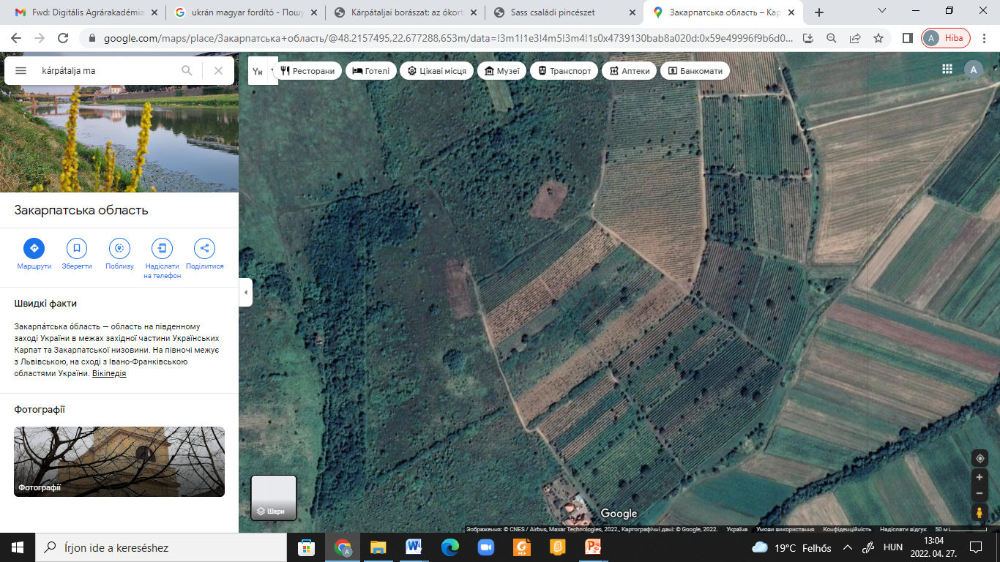 Fwd: Digitális Agrárakadémia
ukrán magyar fordító - Пошу
Kárpátaljai borászat: az ókort
Sass családi pincészet
Закарпатська область – Кар
google.com/maps/place/Закарпатська+область/@48.2157495,22.677288,653m/data=!3m1!1e3!4m5!3m4!1s0x4739130bab8a020d:0x59e49996f9b6d0...
A
Hiba
kárpátalja ma
Ун
Ресторани
Готелі
Цікаві місця
Музеї
Транспорт
Аптеки
Банкомати
A
Закарпатська область
Маршрути
Зберегти
Поблизу
Надіслати на телефон
Поділитися
Швидкі факти
Закарпа́тська о́бласть — область на південному
заході України в межах західної частини Українських
Карпат та Закарпатської низовини. На півночі межує
з Львівською, на сході з Івано-Франківською
областями України. Вікіпедія
Фотографії
Фотографії
Шари
Google
Зображення: © CNES / Airbus, Maxar Technologies, 2022., Картографічні дані: © Google, 2022.
Україна
Умови використання
Конфіденційність
Надіслати відгук
50 м
Írjon ide a kereséshez
19°C Felhős
HUN
13:04
2022. 04. 27.